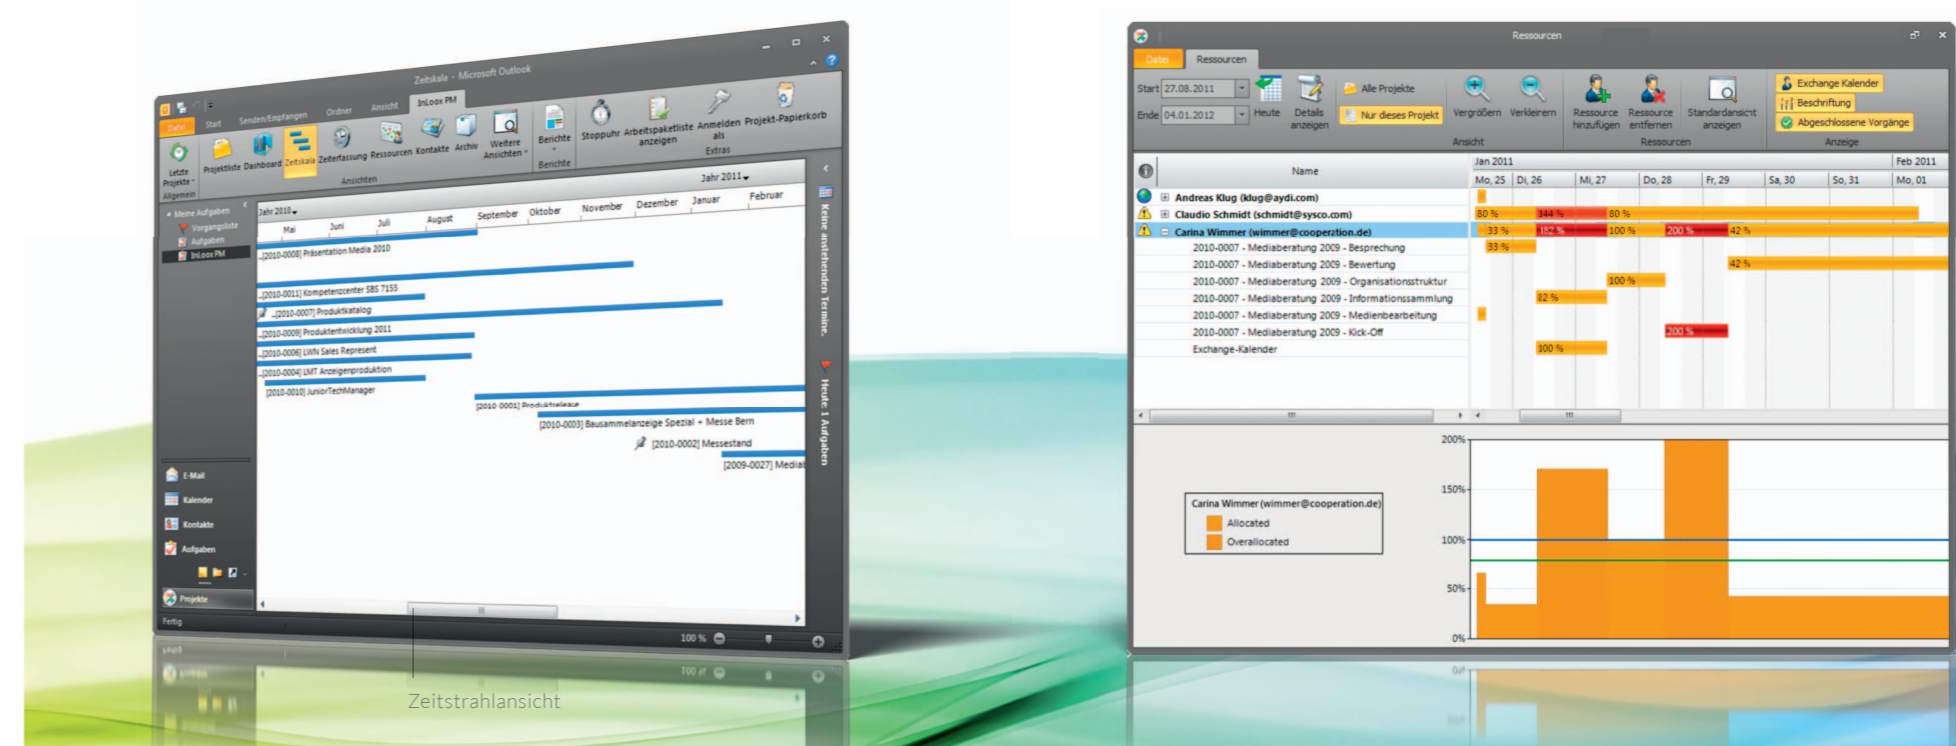 Zeitskala - Microsoft Outlook
Datei Start Senden/Empfangen Ordner Ansicht InLoox PM
Letzte Projekte
Projektliste Dashboard Zeitskala Zeiterfassung Ressourcen Kontakte Archiv Weitere Ansichten
Berichte
Stoppuhr Arbeitspaketliste anzeigen Anmelden als Projekt-Papierkorb
Allgemein Ansichten Berichte Extras
Meine Aufgaben
Vorgangsliste
Aufgaben
InLoox PM
Jahr 2010 Jahr 2011
Mai Juni Juli August September Oktober November Dezember Januar Februar
...[2010-0008] Präsentation Media 2010
...[2010-0011] Kompetenzcenter SBS 7155
...[2010-0007] Produktkatalog
...[2010-0009] Produktentwicklung 2011
...[2010-0006] LWN Sales Represent
...[2010-0004] LMT Anzeigenproduktion
[2010-0010] JuniorTechManager
[2010-0001] Produktrelease
[2010-0003] Bausammelanzeige Spezial + Messe Bern
[2010-0002] Messestand
[2009-0027] Mediab
Keine anstehenden Termine.
Heute: 1 Aufgaben
E-Mail
Kalender
Kontakte
Aufgaben
Projekte
Fertig
100 %
Zeitstrahlansicht
Ressourcen
Datei Ressourcen
Start 27.08.2011
Ende 04.01.2012
Heute
Details anzeigen
Alle Projekte
Nur dieses Projekt
Vergrößern Verkleinern
Ressource hinzufügen
Ressource entfernen
Standardansicht anzeigen
Exchange Kalender
Beschriftung
Abgeschlossene Vorgänge
Ansicht Ressourcen Anzeige
Name
Jan 2011 Feb 2011
Mo, 25 Di, 26 Mi, 27 Do, 28 Fr, 29 Sa, 30 So, 31 Mo, 01
Andreas Klug (klug@aydi.com)
Claudio Schmidt (schmidt@sysco.com) 80 % 144 % 80 %
Carina Wimmer (wimmer@cooperation.de) 33 % 182 % 100 % 200 % 42 %
2010-0007 - Mediaberatung 2009 - Besprechung 33 %
2010-0007 - Mediaberatung 2009 - Bewertung 42 %
2010-0007 - Mediaberatung 2009 - Organisationsstruktur 100 %
2010-0007 - Mediaberatung 2009 - Informationssammlung 82 %
2010-0007 - Mediaberatung 2009 - Medienbearbeitung
2010-0007 - Mediaberatung 2009 - Kick-Off 200 %
Exchange-Kalender 100 %
200%
150%
100%
50%
0%
Carina Wimmer (wimmer@cooperation.de)
Allocated
Overallocated